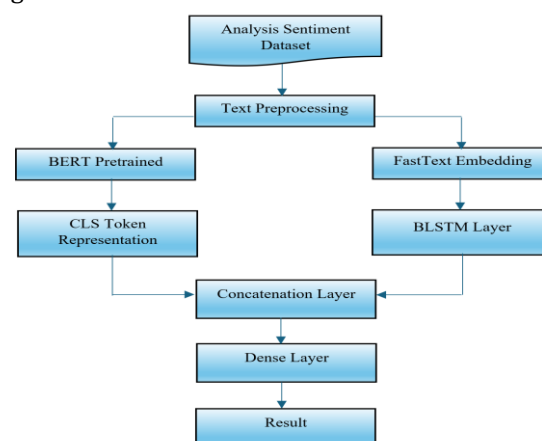 Analysis Sentiment
Dataset
Text Preprocessing
BERT Pretrained
FastText Embedding
CLS Token
Representation
BLSTM Layer
Concatenation Layer
Dense Layer
Result